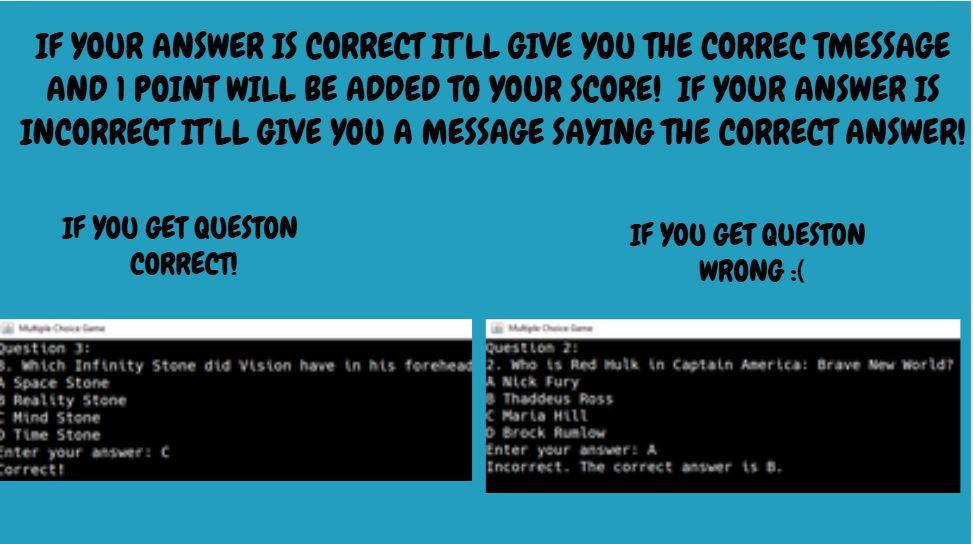 IF YOUR ANSWER IS CORRECT IT'LL GIVE YOU THE CORREC TMESSAGE
AND 1 POINT WILL BE ADDED TO YOUR SCORE! IF YOUR ANSWER IS
INCORRECT IT'LL GIVE YOU A MESSAGE SAYING THE CORRECT ANSWER!
IF YOU GET QUESTON
CORRECT!
Multiple Choice Game
Question 3:
3. Which Infinity Stone did Vision have in his forehead
A Space Stone
B Reality Stone
C Mind Stone
D Time Stone
Enter your answer: C
Correct!
IF YOU GET QUESTON
WRONG :(
Multiple Choice Game
Question 2:
2. Who is Red Hulk in Captain America: Brave New World?
A Nick Fury
B Thaddeus Ross
C Maria Hill
D Brock Rumlow
Enter your answer: A
Incorrect. The correct answer is B.